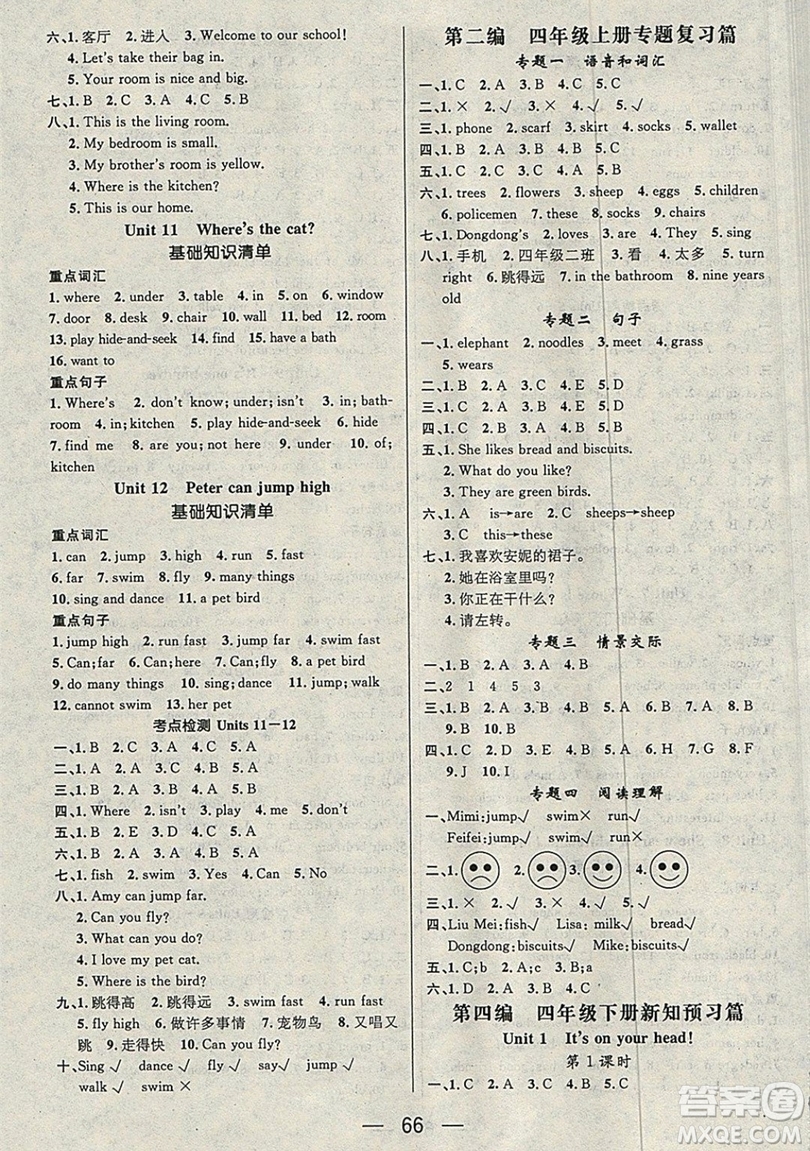 六、1. 客厅 2. 进入 3. Welcome to our school!
4. Let's take their bag in.
5. Your room is nice and big.
七、1. B 2. B 3. A 4. C 5. B
八、1. This is the living room.
2. My bedroom is small.
3. My brother's room is yellow.
4. Where is the kitchen?
5. This is our home.
Unit 11 Where's the cat?
基础知识清单
重点词汇
1. where 2. under 3. table 4. in 5. on 6. window
7. door 8. desk 9. chair 10. wall 11. bed 12. room
13. play hide-and-seek 14. find 15. have a bath
16. want to
重点句子
1. Where's 2. don't know; under; isn't 3. in; bath-
room 4. in; kitchen 5. play hide-and-seek 6. where
7. find me 8. are you; not here 9. under 10. of;
kitchen
Unit 12 Peter can jump high
基础知识清单
重点词汇
1. can 2. jump 3. high 4. run 5. fast
6. far 7. swim 8. fly 9. many things
10. sing and dance 11. a pet bird
重点句子
1. jump high 2. run fast 3. jump far 4. swim fast
5. Can; far 6. Can; here 7. Can; fly 8. a pet bird
9. do many things 10. sing; dance 11. jump; walk
12. cannot swim 13. her pet
考点检测 Units 11—12
一、1. B 2. B 3. A 4. C 5. A
二、1. C 2. A 3. C 4. B 5. A
三、1. B 2. B 3. A 4. B 5. A
四、1. Where 2. isn't 3. play 4. me 5. don't
五、1. C 2. E 3. D 4. B 5. A
六、1. B 2. B 3. A 4. C 5. B
七、1. fish 2. swim 3. Yes 4. Can 5. No
八、1. Amy can jump far.
2. Can you fly?
3. What can you do?
4. I love my pet cat.
5. Where is the bird?
九、1. 跳得高 2. 跳得远 3. swim fast 4. run fast
5. fly high 6. 做许多事情 7. 宠物鸟 8. 又唱又
跳 9. 走得快 10. Can you find me?
十、Sing√ dance√ fly× say√ jump√
walk√ swim×
第二编 四年级上册专题复习篇
专题一 语音和词汇
一、1. C 2. A 3. C 4. C 5. A
二、1. × 2. √ 3. × 4. √ 5. √ 6. ×
三、1. phone 2. scarf 3. skirt 4. socks 5. wallet
四、1. B 2. A 3. A 4. B 5. B
五、1. C 2. B 3. A 4. C 5. C
六、1. trees 2. flowers 3. sheep 4. eggs 5. children
6. policemen 7. these 8. socks 9. chairs
七、1. Dongdong's 2. loves 3. are 4. They 5. sing
八、1. 手机 2. 四年级二班 3. 看 4. 太多 5. turn
right 6. 跳得远 7. in the bathroom 8. nine years
old
专题二 句子
一、1. elephant 2. noodles 3. meet 4. grass
5. wears
二、1. B 2. D 3. A 4. C 5. E
三、1. E 2. C 3. A 4. B 5. D
四、1. A 2. A 3. C 4. B 5. D
五、1. She likes bread and biscuits.
2. What do you like?
3. They are green birds.
六、1. A is→are 2. C sheeps→sheep
3. C this→these
七、1. 我喜欢安妮的裙子。
2. 她在浴室里吗?
3. 你正在干什么?
4. 请左转。
专题三 情景交际
一、1. B 2. A 3. A 4. B
二、2 1 4 5 3
三、1. B 2. A 3. B 4. B 5. A 6. A 7. B 8. A
9. B 10. B
四、1. C 2. E 3. A 4. D 5. B 6. H 7. G 8. F
9. J 10. I
专题四 阅读理解
一、Mimi: jump√ swim× run√
Feifei: jump√ swim√ run√
二、1. 2. 3. 4.
三、1. × 2. × 3. √ 4. √ 5. ×
四、Liu Mei: fish√ Lisa: milk√ bread√
Dongdong: biscuits√ Mike: biscuits√
五、1. C; b 2. A; c 3. B; a
六、1. D 2. A 3. A 4. B 5. C
第四编 四年级下册新知预习篇
Unit 1 It's on your head!
第1课时
一、1. C 2. A 3. C 4. B 5. C
66
答案圈
MXQE.COM